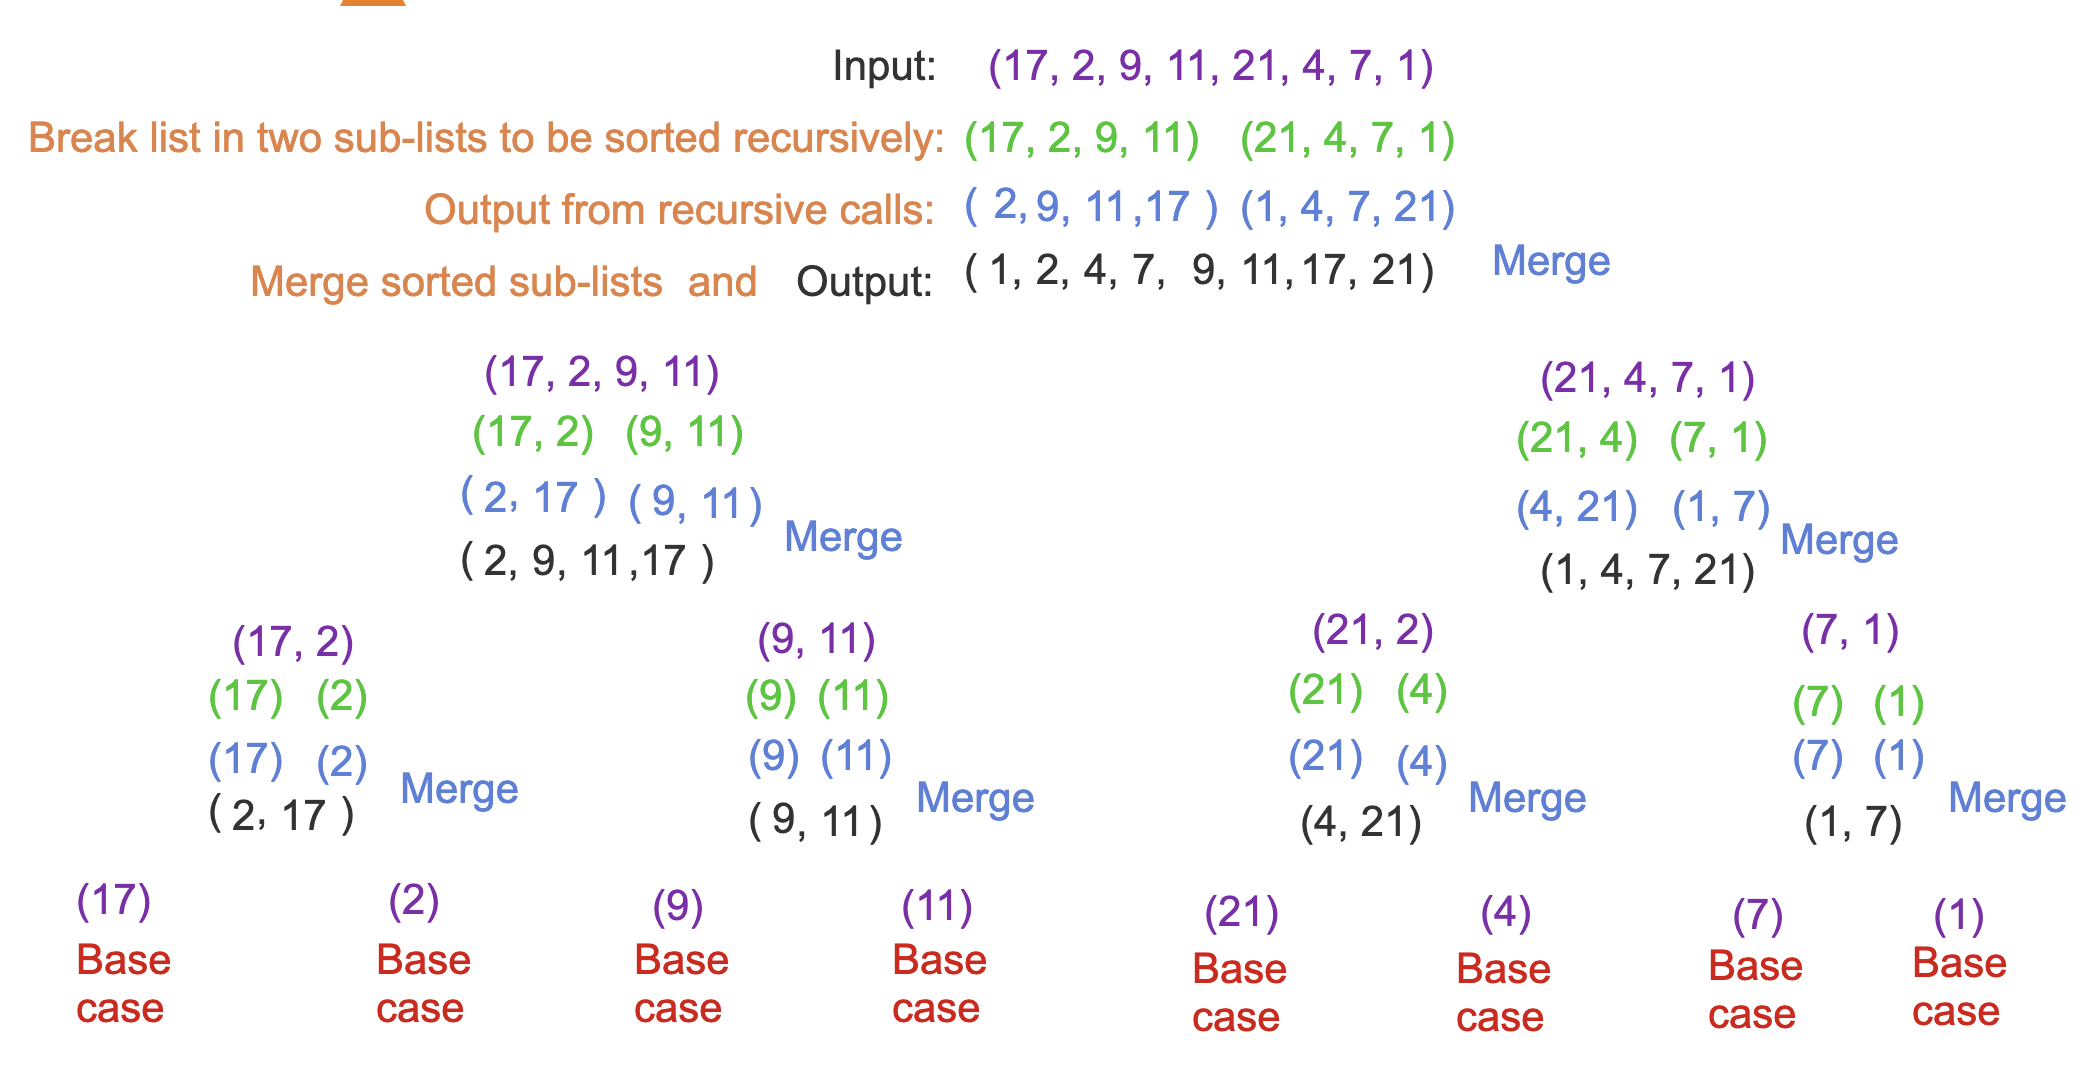 Input: (17, 2, 9, 11, 21, 4, 7, 1)
Break list in two sub-lists to be sorted recursively: (17, 2, 9, 11) (21, 4, 7, 1)
Output from recursive calls: ( 2, 9, 11 ,17 ) (1, 4, 7, 21)
Merge sorted sub-lists and Output: ( 1, 2, 4, 7, 9, 11, 17, 21) Merge
(17, 2, 9, 11) (21, 4, 7, 1)
(17, 2) (9, 11) (21, 4) (7, 1)
( 2, 17 ) ( 9, 11) (4, 21) (1, 7)
Merge Merge
( 2, 9, 11 ,17 ) (1, 4, 7, 21)
(17, 2) (9, 11) (21, 2) (7, 1)
(17) (2) (9) (11) (21) (4) (7) (1)
(17) (2) (9) (11) (21) (4) (7) (1)
Merge Merge Merge Merge
( 2, 17 ) ( 9, 11) (4, 21) (1, 7)
(17) (2) (9) (11) (21) (4) (7) (1)
Base Base Base Base Base Base Base Base
case case case case case case case case